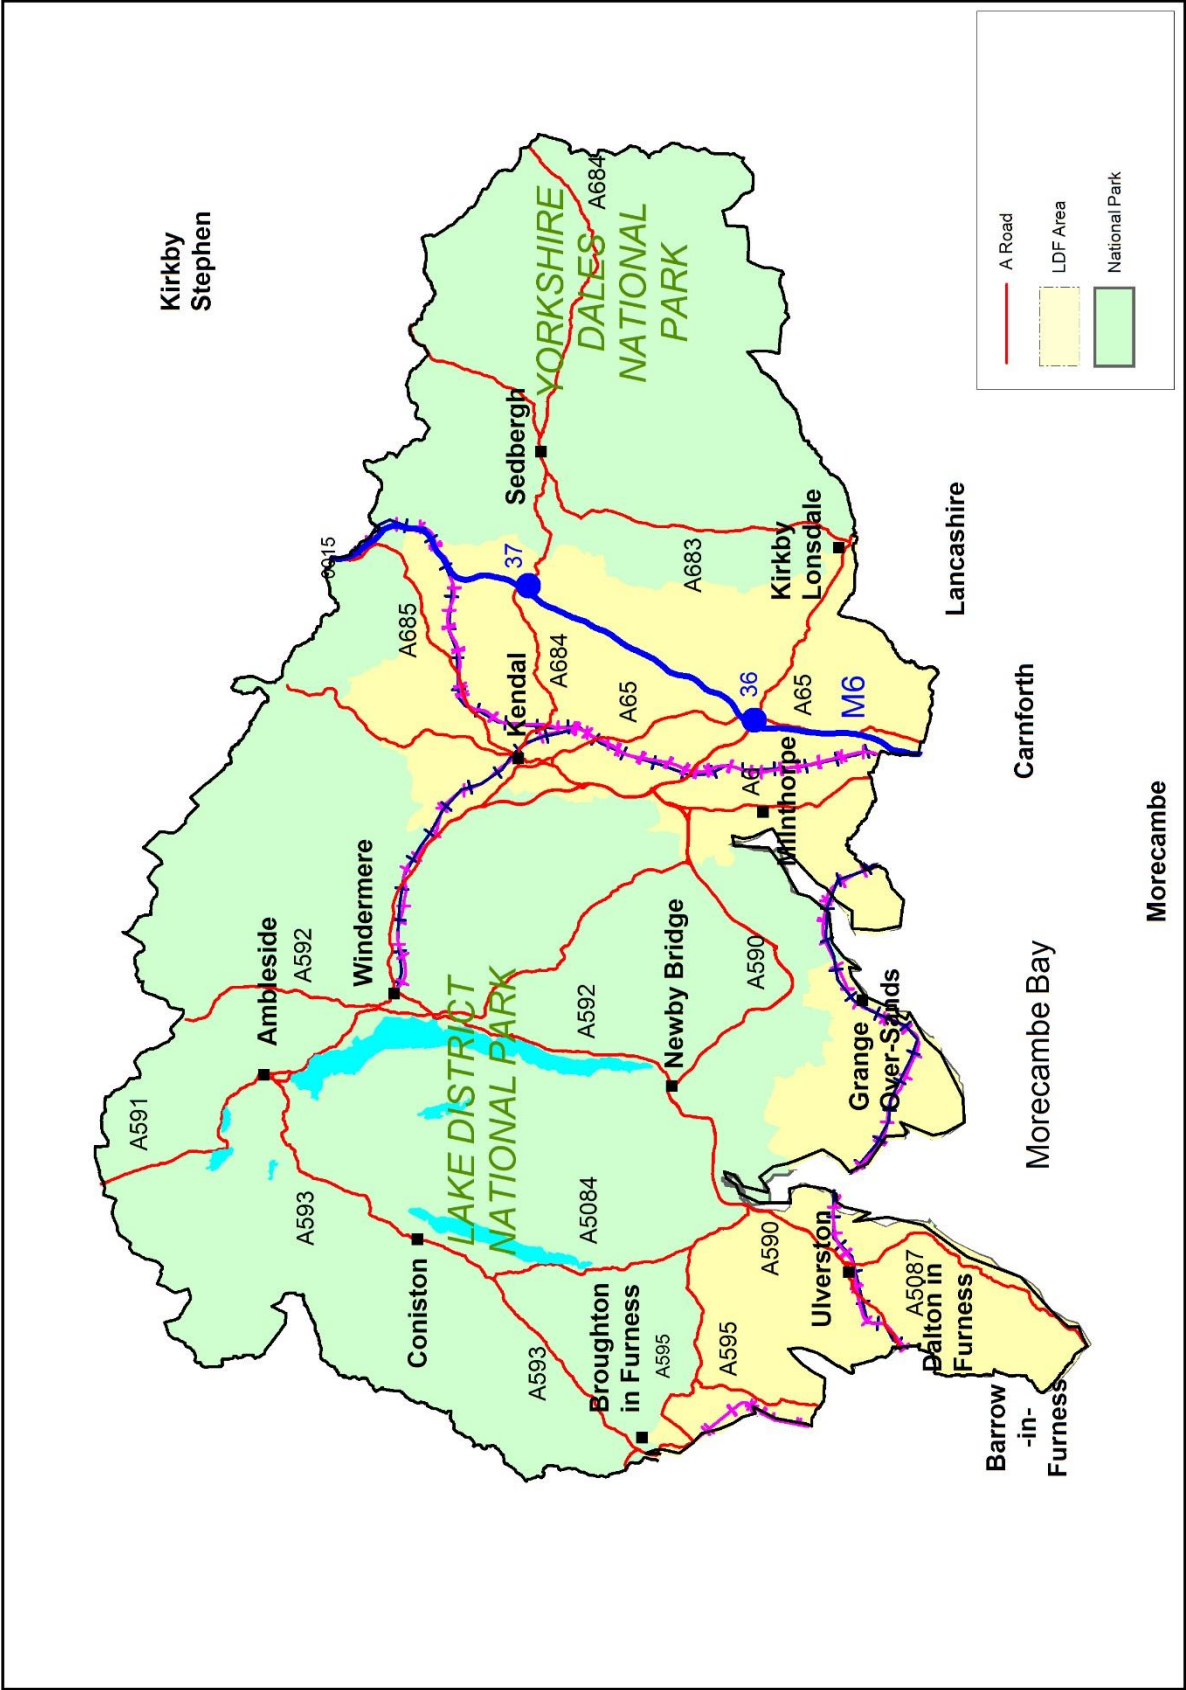 Kirkby
Stephen
A591
A592
Ambleside
A593
0015
A685
Windermere
Coniston
Kendal
A684
37
Sedbergh
A684
YORKSHIRE
DALES
NATIONAL
PARK
LAKE DISTRICT
NATIONAL PARK
A593
A5084
A592
A65
Broughton
in Furness
A595
A595
Newby Bridge
A590
A683
36
A65
M6
A6
Milnthorpe
Kirkby
Lonsdale
A590
Ulverston
Grange
Over-Sands
A5087
Dalton in
Furness
Barrow
-in-
Furness
Morecambe Bay
Carnforth
Lancashire
Morecambe
A Road
LDF Area
National Park